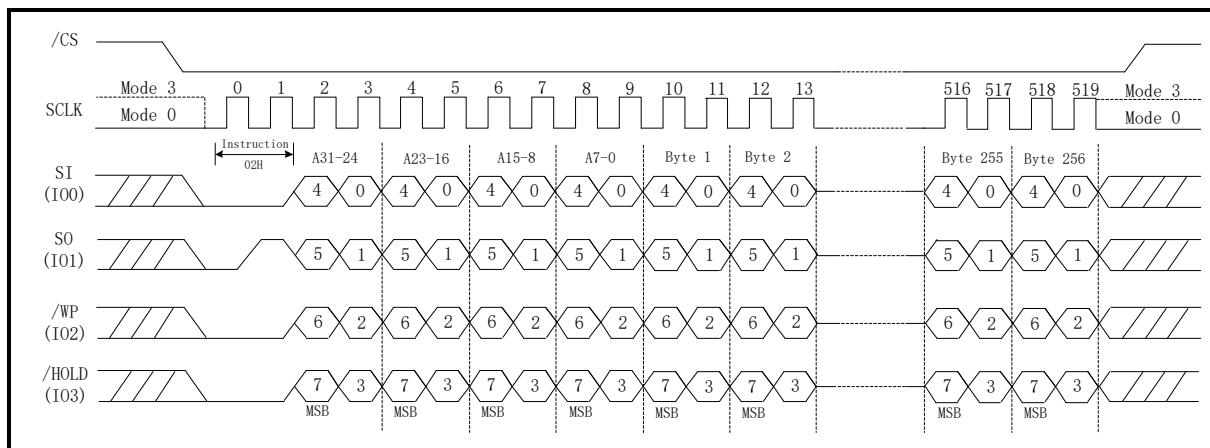 /CS
Mode 3 0 1 2 3 4 5 6 7 8 9 10 11 12 13 516 517 518 519 Mode 3
SCLK
Mode 0 Mode 0
Instruction
02H
A31-24 A23-16 A15-8 A7-0 Byte 1 Byte 2 Byte 255 Byte 256
SI
(IO0)
4 0 4 0 4 0 4 0 4 0 4 0 4 0 4 0
SO
(IO1)
5 1 5 1 5 1 5 1 5 1 5 1 5 1 5 1
/WP
(IO2)
6 2 6 2 6 2 6 2 6 2 6 2 6 2 6 2
/HOLD
(IO3)
7 3 7 3 7 3 7 3 7 3 7 3 7 3 7 3
MSB MSB MSB MSB MSB MSB MSB MSB